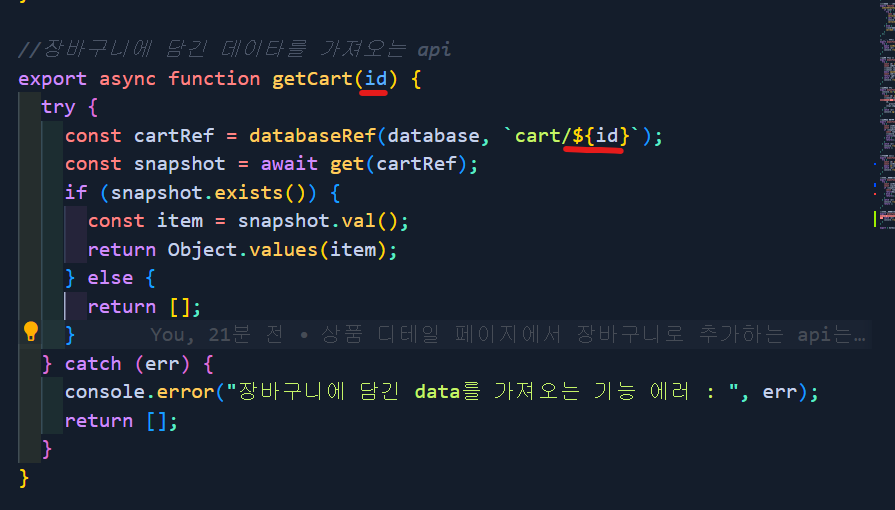 //장바구니에 담긴 데이타를 가져오는 api
export async function getCart(id) {
try {
const cartRef = databaseRef(database, `cart/${id}`);
const snapshot = await get(cartRef);
if (snapshot.exists()) {
const item = snapshot.val();
return Object.values(item);
} else {
return [];
} You, 21분 전 • 상품 디테일 페이지에서 장바구니로 추가하는 api는…
} catch (err) {
console.error("장바구니에 담긴 data를 가져오는 기능 에러 : ", err);
return [];
}
}